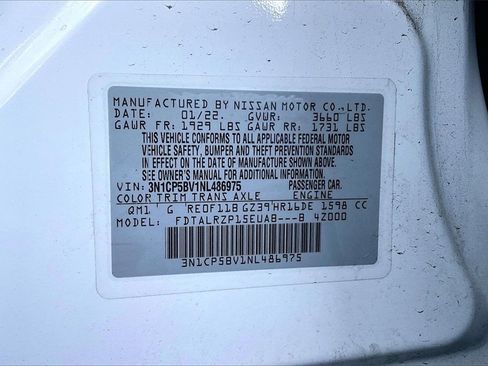 MANUFACTURED BY NISSAN MOTOR CO.,LTD.
DATE: 01/22. GVWR: 3660 LBS
GAWR FR: 1929 LBS GAWR RR: 1731 LBS
THIS VEHICLE CONFORMS TO ALL APPLICABLE FEDERAL MOTOR
VEHICLE SAFETY, BUMPER AND THEFT PREVENTION STANDARDS
IN EFFECT ON THE DATE OF MANUFACTURE SHOWN ABOVE.
SEE OWNER'S MANUAL FOR ADDITIONAL INFORMATION.
VIN: 3N1CP5BV1NL486975 PASSENGER CAR.
COLOR TRIM TRANS AXLE ENGINE
QM1 G RE0F11B GZ39 HR16DE 1598 CC
MODEL: FDTALRZP15EUAB---B 4Z000
3N1CP5BV1NL486975